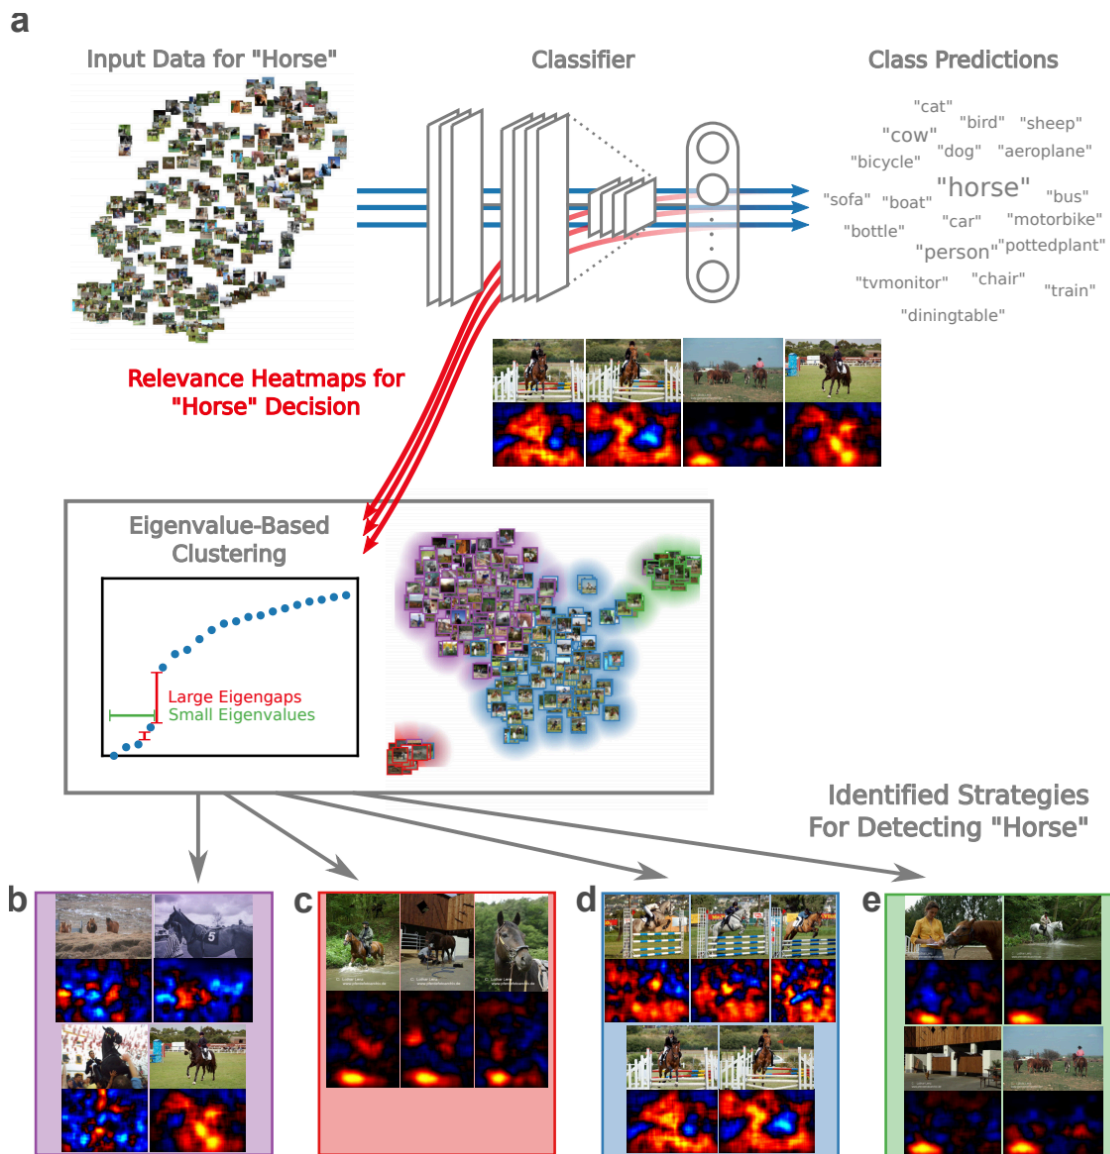 a
Input Data for "Horse"
Classifier
Class Predictions
"cat"
"bird"
"sheep"
"cow"
"dog"
"aeroplane"
"bicycle"
"horse"
"bus"
"sofa"
"boat"
"car"
"motorbike"
"bottle"
"person"
"pottedplant"
"tvmonitor"
"chair"
"train"
"diningtable"
Relevance Heatmaps for
"Horse" Decision
Eigenvalue-Based
Clustering
Large Eigengaps
Small Eigenvalues
Identified Strategies
For Detecting "Horse"
b
5
c
d
e